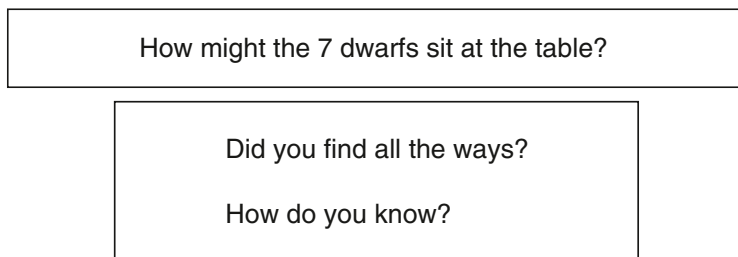 How might the 7 dwarfs sit at the table?
Did you find all the ways?
How do you know?